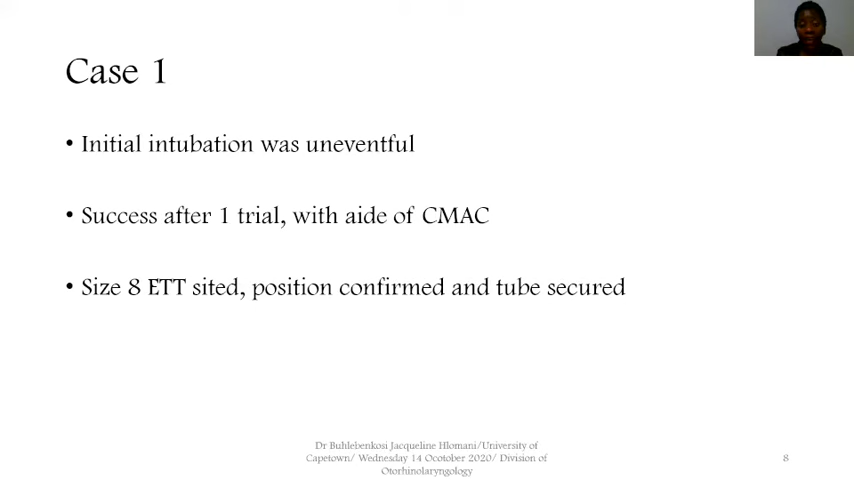 Case 1
• Initial intubation was uneventful
• Success after 1 trial, with aide of CMAC
• Size 8 ETT sited, position confirmed and tube secured
Dr Buhlebenkosi Jacqueline Hlomani/University of
Capetown/ Wednesday 14 Ocotober 2020/ Division of
Otorhinolaryngology
8